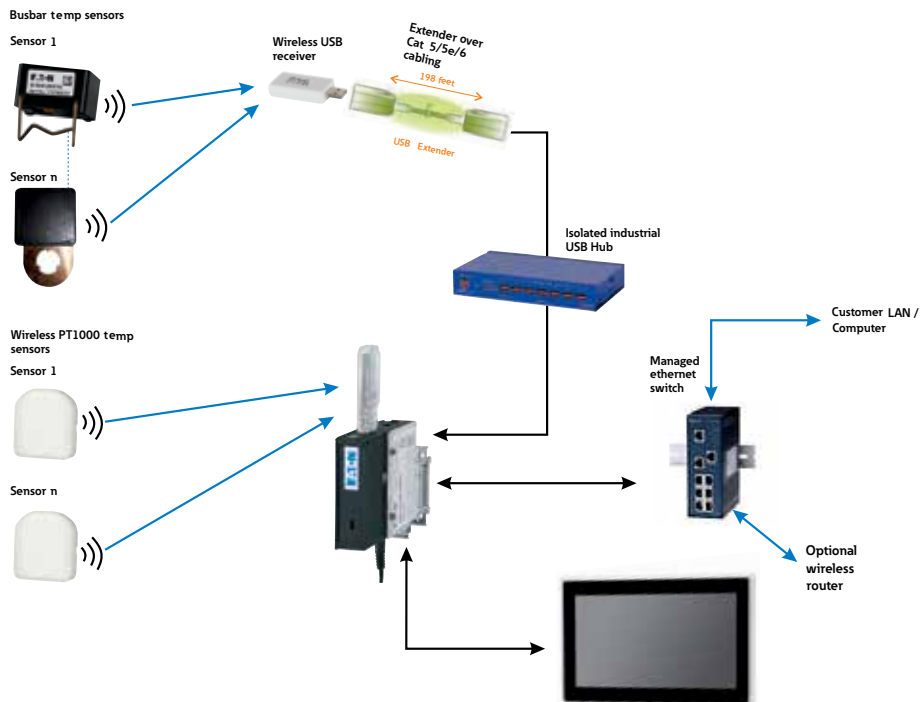 Busbar temp sensors
Sensor 1
EATON
Sensor n
Wireless USB
receiver
Extender over
Cat 5/5e/6
cabling
198 feet
USB Extender
Isolated industrial
USB Hub
Wireless PT1000 temp
sensors
Sensor 1
Sensor n
EATON
Managed
ethernet
switch
Customer LAN /
Computer
Optional
wireless
router